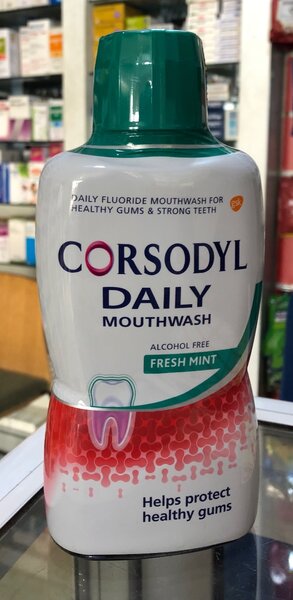 DAILY FLUORIDE MOUTHWASH FOR
HEALTHY GUMS & STRONG TEETH
gsk
CORSODYL
DAILY
MOUTHWASH
ALCOHOL FREE
FRESH MINT
Helps protect
healthy gums